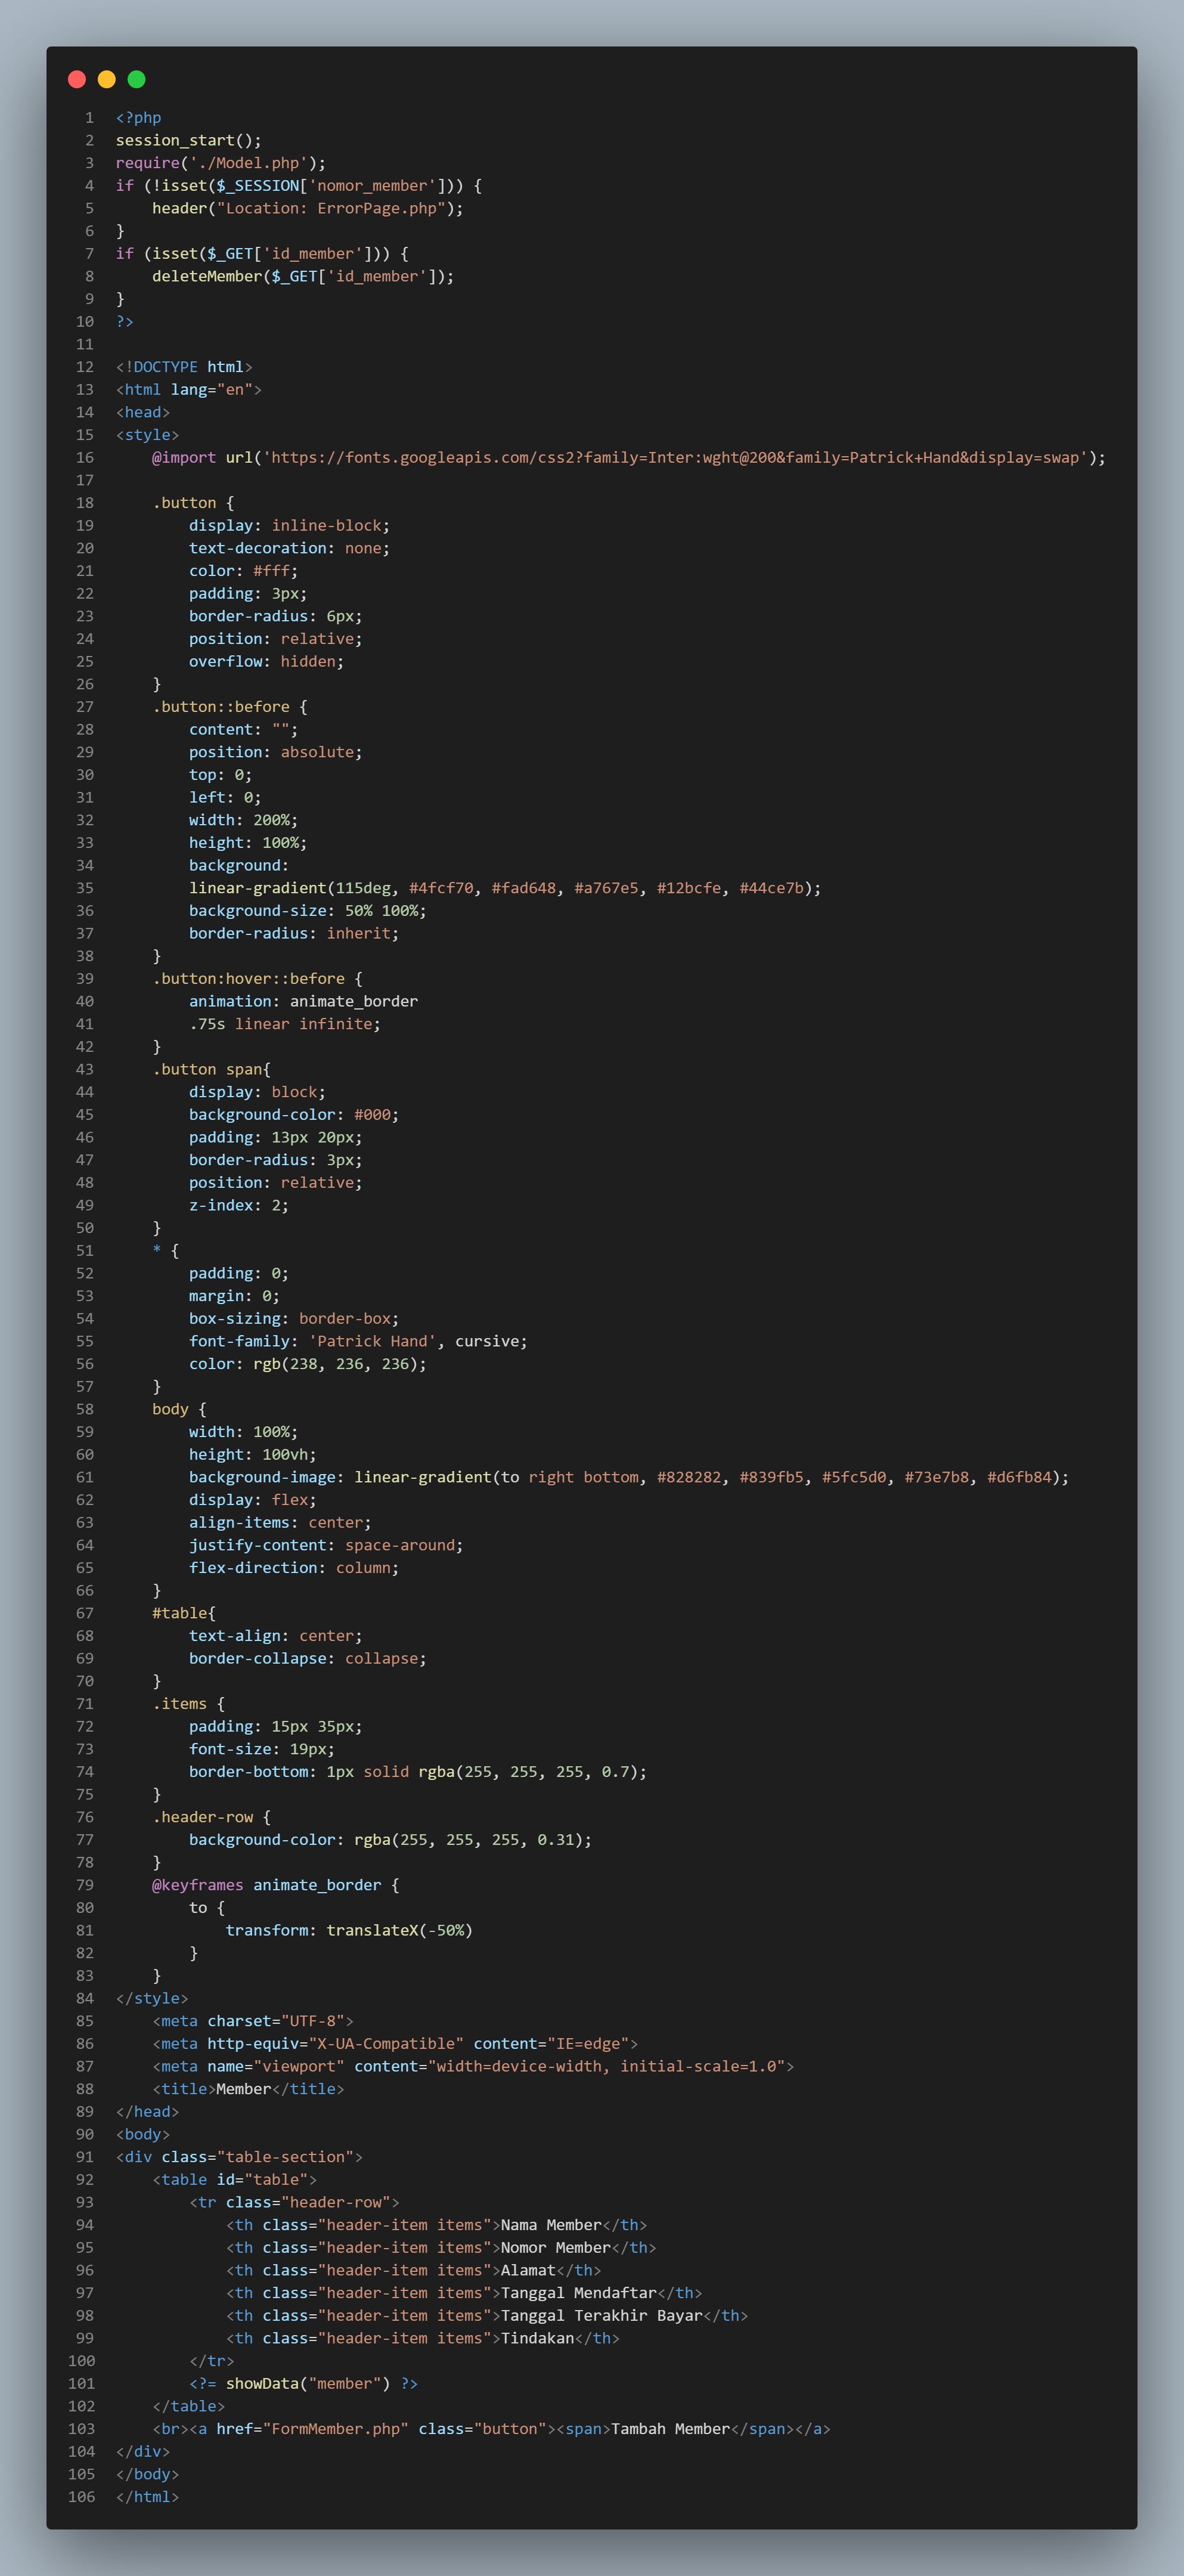 1 <?php
2 session_start();
3 require('./Model.php');
4 if (!isset($_SESSION['nomor_member'])) {
5     header("Location: ErrorPage.php");
6 }
7 if (isset($_GET['id_member'])) {
8     deleteMember($_GET['id_member']);
9 }
10 ?>
11
12 <!DOCTYPE html>
13 <html lang="en">
14 <head>
15 <style>
16     @import url('https://fonts.googleapis.com/css2?family=Inter:wght@200&family=Patrick+Hand&display=swap');
17
18     .button {
19         display: inline-block;
20         text-decoration: none;
21         color: #fff;
22         padding: 3px;
23         border-radius: 6px;
24         position: relative;
25         overflow: hidden;
26     }
27     .button::before {
28         content: "";
29         position: absolute;
30         top: 0;
31         left: 0;
32         width: 200%;
33         height: 100%;
34         background:
35         linear-gradient(115deg, #4fcf70, #fad648, #a767e5, #12bcfe, #44ce7b);
36         background-size: 50% 100%;
37         border-radius: inherit;
38     }
39     .button:hover::before {
40         animation: animate_border
41         .75s linear infinite;
42     }
43     .button span{
44         display: block;
45         background-color: #000;
46         padding: 13px 20px;
47         border-radius: 3px;
48         position: relative;
49         z-index: 2;
50     }
51     * {
52         padding: 0;
53         margin: 0;
54         box-sizing: border-box;
55         font-family: 'Patrick Hand', cursive;
56         color: rgb(238, 236, 236);
57     }
58     body {
59         width: 100%;
60         height: 100vh;
61         background-image: linear-gradient(to right bottom, #828282, #839fb5, #5fc5d0, #73e7b8, #d6fb84);
62         display: flex;
63         align-items: center;
64         justify-content: space-around;
65         flex-direction: column;
66     }
67     #table{
68         text-align: center;
69         border-collapse: collapse;
70     }
71     .items {
72         padding: 15px 35px;
73         font-size: 19px;
74         border-bottom: 1px solid rgba(255, 255, 255, 0.7);
75     }
76     .header-row {
77         background-color: rgba(255, 255, 255, 0.31);
78     }
79     @keyframes animate_border {
80         to {
81             transform: translateX(-50%)
82         }
83     }
84 </style>
85     <meta charset="UTF-8">
86     <meta http-equiv="X-UA-Compatible" content="IE=edge">
87     <meta name="viewport" content="width=device-width, initial-scale=1.0">
88     <title>Member</title>
89 </head>
90 <body>
91 <div class="table-section">
92     <table id="table">
93         <tr class="header-row">
94             <th class="header-item items">Nama Member</th>
95             <th class="header-item items">Nomor Member</th>
96             <th class="header-item items">Alamat</th>
97             <th class="header-item items">Tanggal Mendaftar</th>
98             <th class="header-item items">Tanggal Terakhir Bayar</th>
99             <th class="header-item items">Tindakan</th>
100         </tr>
101         <?= showData("member") ?>
102     </table>
103     <br><a href="FormMember.php" class="button"><span>Tambah Member</span></a>
104 </div>
105 </body>
106 </html>